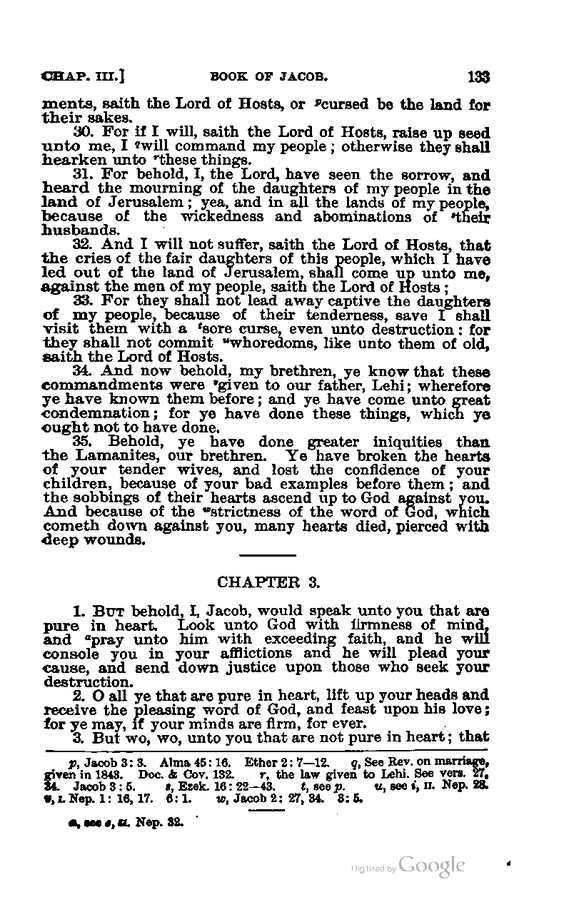 CHAP. III.] BOOK OF JACOB. 133
ments, saith the Lord of Hosts, or ᵖcursed be the land for
their sakes.
30. For if I will, saith the Lord of Hosts, raise up seed
unto me, I ᑫwill command my people; otherwise they shall
hearken unto ʳthese things.
31. For behold, I, the Lord, have seen the sorrow, and
heard the mourning of the daughters of my people in the
land of Jerusalem; yea, and in all the lands of my people,
because of the wickedness and abominations of ˢtheir
husbands.
32. And I will not suffer, saith the Lord of Hosts, that
the cries of the fair daughters of this people, which I have
led out of the land of Jerusalem, shall come up unto me,
against the men of my people, saith the Lord of Hosts;
33. For they shall not lead away captive the daughters
of my people, because of their tenderness, save I shall
visit them with a ᵗsore curse, even unto destruction: for
they shall not commit ᵘwhoredoms, like unto them of old,
saith the Lord of Hosts.
34. And now behold, my brethren, ye know that these
commandments were ᵛgiven to our father, Lehi; wherefore
ye have known them before; and ye have come unto great
condemnation; for ye have done these things, which ye
ought not to have done.
35. Behold, ye have done greater iniquities than
the Lamanites, our brethren. Ye have broken the hearts
of your tender wives, and lost the confidence of your
children, because of your bad examples before them; and
the sobbings of their hearts ascend up to God against you.
And because of the ʷstrictness of the word of God, which
cometh down against you, many hearts died, pierced with
deep wounds.
CHAPTER 3.
1. BUT behold, I, Jacob, would speak unto you that are
pure in heart. Look unto God with firmness of mind,
and ᵃpray unto him with exceeding faith, and he will
console you in your afflictions and he will plead your
cause, and send down justice upon those who seek your
destruction.
2. O all ye that are pure in heart, lift up your heads and
receive the pleasing word of God, and feast upon his love;
for ye may, if your minds are firm, for ever.
3. But wo, wo, unto you that are not pure in heart; that
p, Jacob 3: 3. Alma 45: 16. Ether 2: 7—12. q, See Rev. on marriage,
given in 1843. Doc. & Cov. 132. r, the law given to Lehi. See vers. 27,
34. Jacob 3: 5. s, Ezek. 16: 22—43. t, see p. u, see i, II. Nep. 28.
v, I. Nep. 1: 16, 17. 6: 1. w, Jacob 2: 27, 34. 3: 5.
a, see e, II. Nep. 32.
Digitized by Google